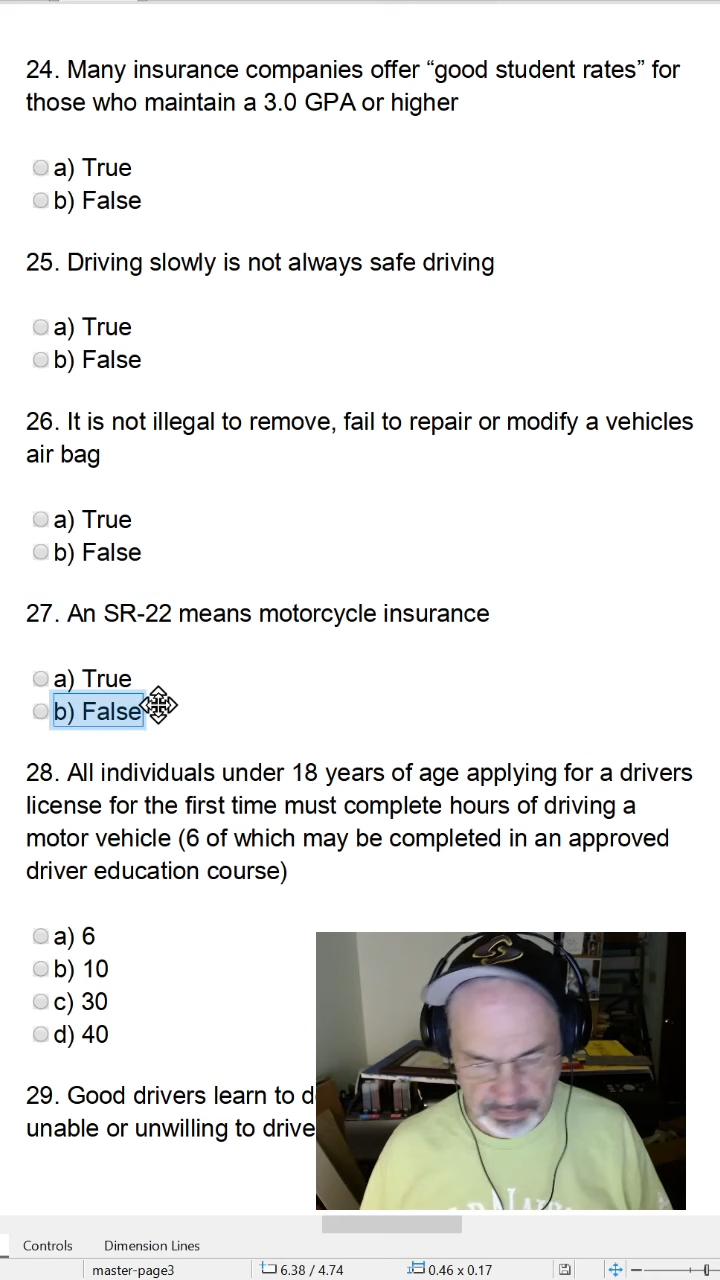 24. Many insurance companies offer “good student rates” for
those who maintain a 3.0 GPA or higher
a) True
b) False
25. Driving slowly is not always safe driving
a) True
b) False
26. It is not illegal to remove, fail to repair or modify a vehicles
air bag
a) True
b) False
27. An SR-22 means motorcycle insurance
a) True
b) False
28. All individuals under 18 years of age applying for a drivers
license for the first time must complete hours of driving a
motor vehicle (6 of which may be completed in an approved
driver education course)
a) 6
b) 10
c) 30
d) 40
29. Good drivers learn to d
unable or unwilling to drive
Controls Dimension Lines
master-page3 6.38 / 4.74 0.46 x 0.17